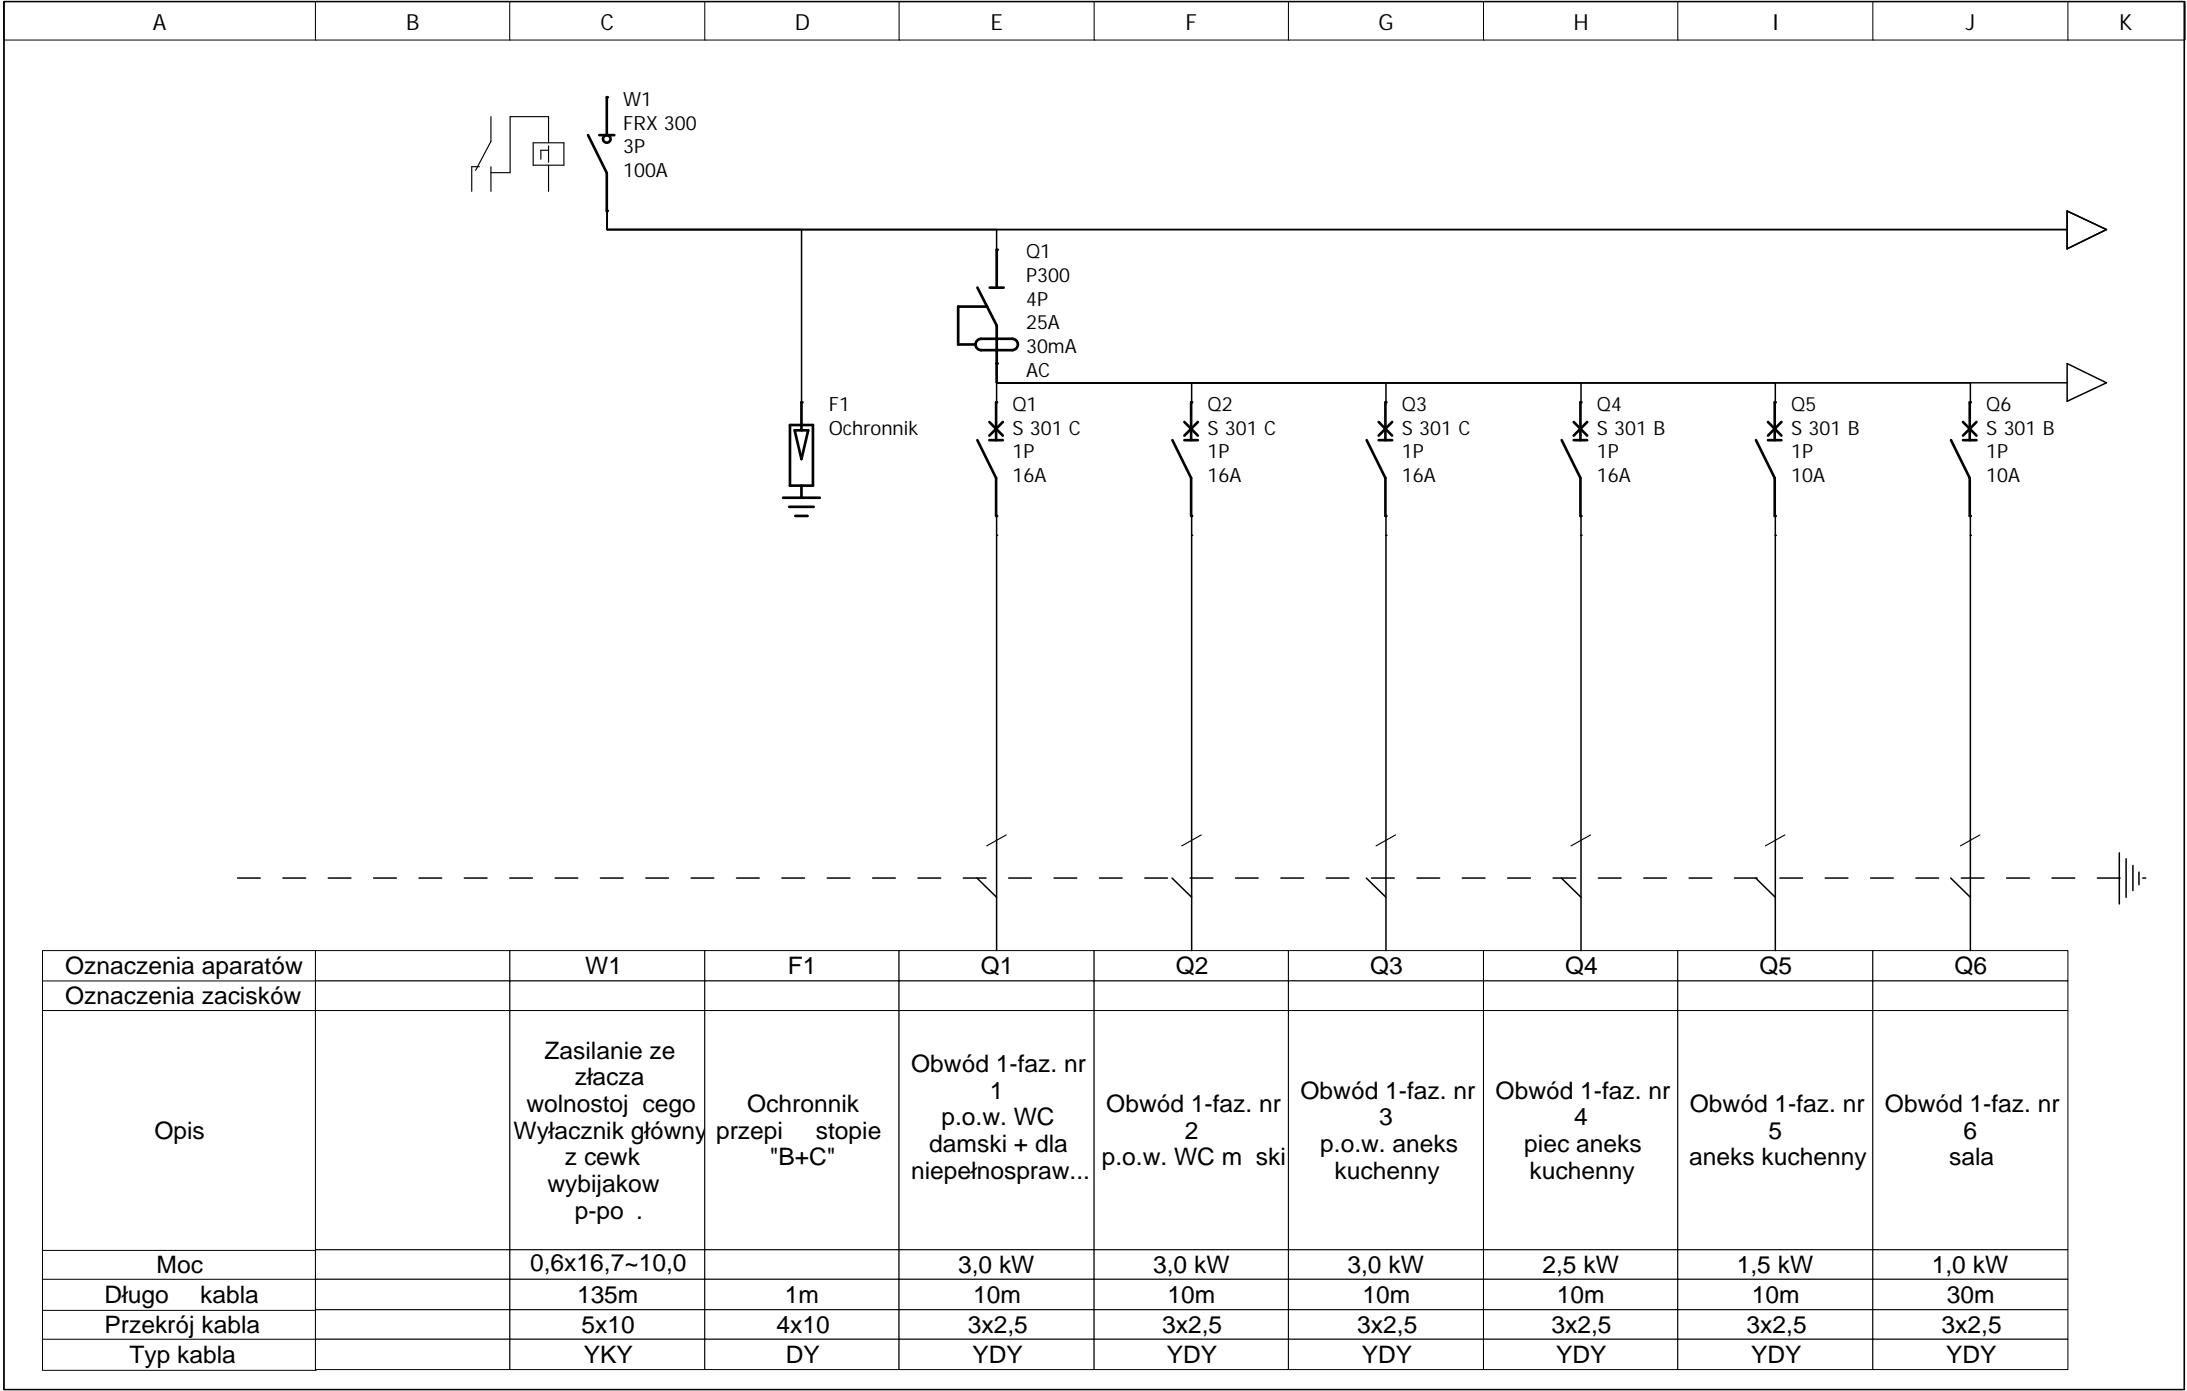 A B C D E F G H I J K
W1
FRX 300
3P
100A
Q1
P300
4P
25A
30mA
AC
F1
Ochronnik
Q1
S 301 C
1P
16A
Q2
S 301 C
1P
16A
Q3
S 301 C
1P
16A
Q4
S 301 B
1P
16A
Q5
S 301 B
1P
10A
Q6
S 301 B
1P
10A
Oznaczenia aparatów W1 F1 Q1 Q2 Q3 Q4 Q5 Q6
Oznaczenia zacisków
Opis
Zasilanie ze
złacza
wolnostoj cego
Wyłacznik główny
z cewk
wybijakow
p-po .
Ochronnik
przepi stopie
"B+C"
Obwód 1-faz. nr
1
p.o.w. WC
damski + dla
niepełnospraw...
Obwód 1-faz. nr
2
p.o.w. WC m ski
Obwód 1-faz. nr
3
p.o.w. aneks
kuchenny
Obwód 1-faz. nr
4
piec aneks
kuchenny
Obwód 1-faz. nr
5
aneks kuchenny
Obwód 1-faz. nr
6
sala
Moc 0,6x16,7~10,0 3,0 kW 3,0 kW 3,0 kW 2,5 kW 1,5 kW 1,0 kW
Długo kabla 135m 1m 10m 10m 10m 10m 10m 30m
Przekrój kabla 5x10 4x10 3x2,5 3x2,5 3x2,5 3x2,5 3x2,5 3x2,5
Typ kabla YKY DY YDY YDY YDY YDY YDY YDY